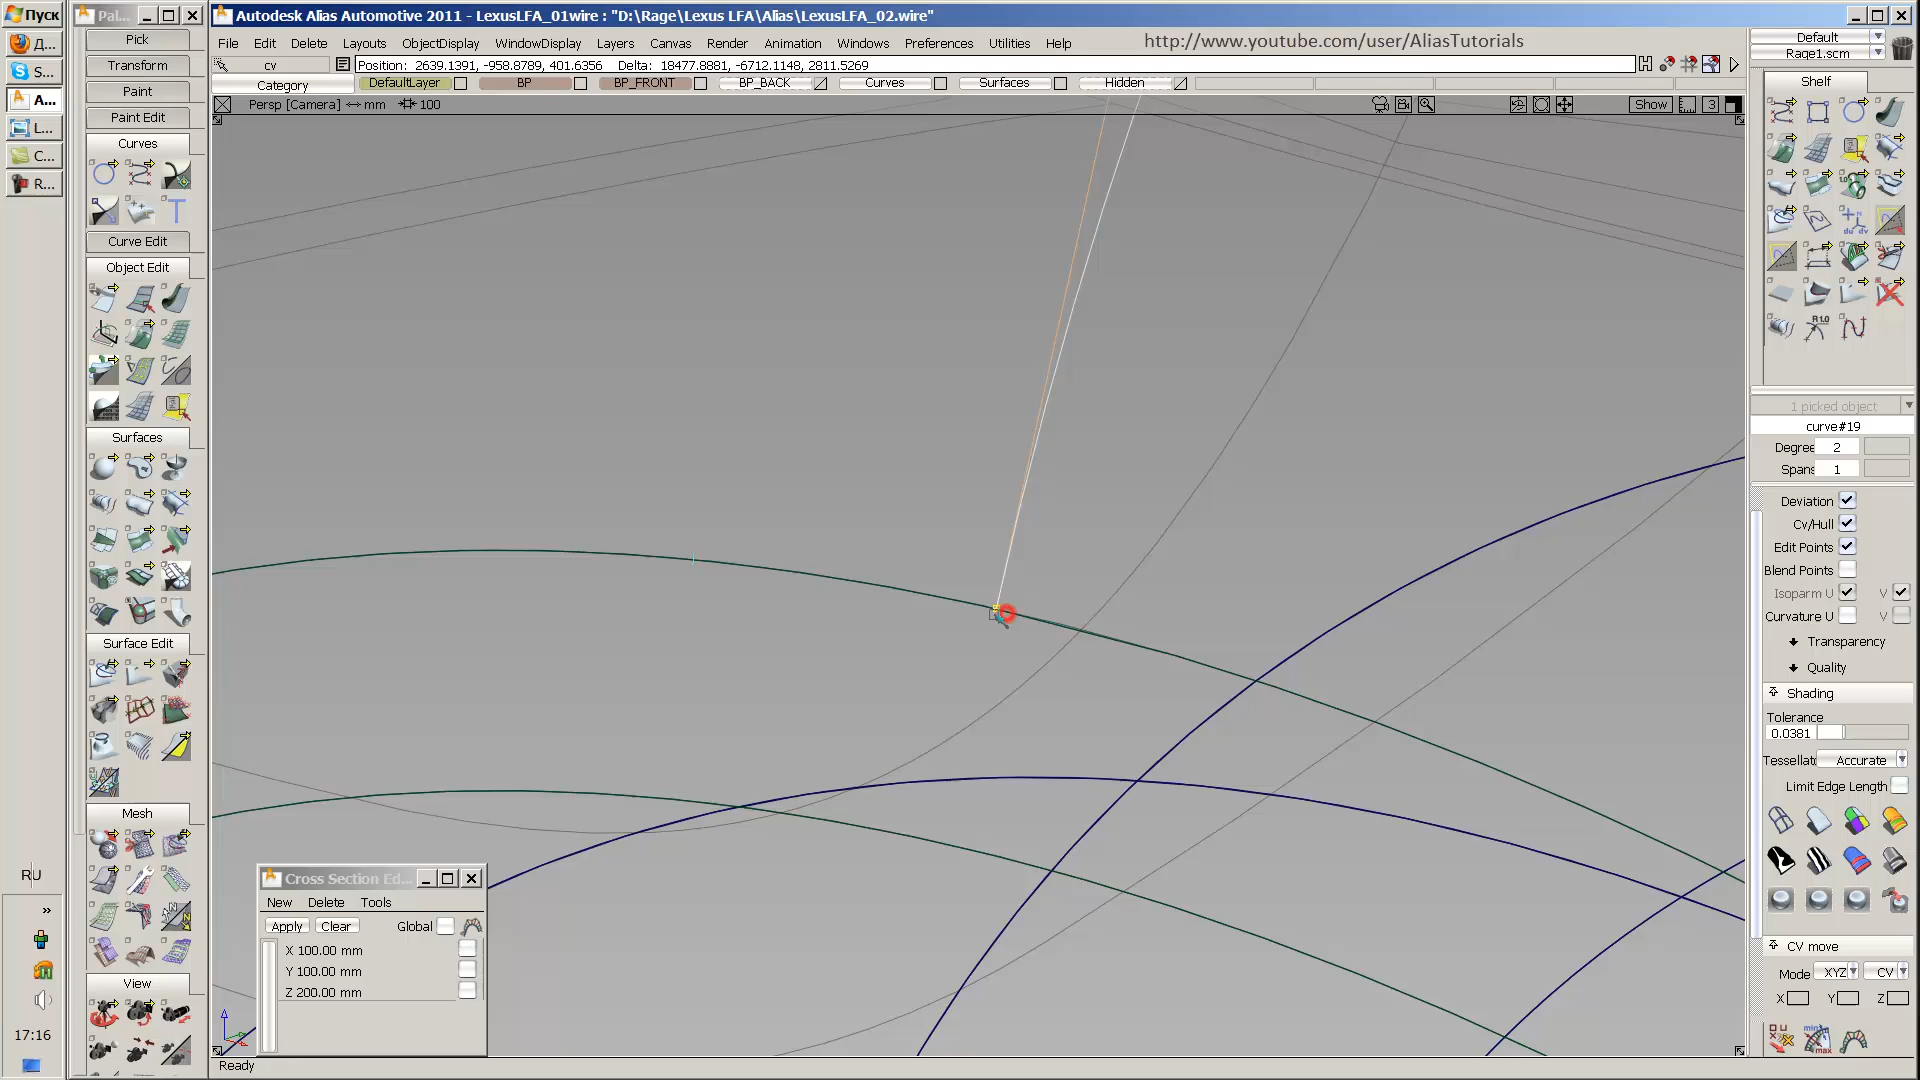 Пуск
Д...
S...
A...
L...
C...
R...
RU
»
17:16
Pal...
Pick
Transform
Paint
Paint Edit
Curves
Curve Edit
Object Edit
Surfaces
Surface Edit
Mesh
View
Autodesk Alias Automotive 2011 - LexusLFA_01wire : "D:\Rage\Lexus LFA\Alias\LexusLFA_02.wire"
File Edit Delete Layouts ObjectDisplay WindowDisplay Layers Canvas Render Animation Windows Preferences Utilities Help
http://www.youtube.com/user/AliasTutorials
cv
Position: 2639.1391, -958.8789, 401.6356 Delta: 18477.8881, -6712.1148, 2811.5269
Category DefaultLayer BP BP_FRONT BP_BACK Curves Surfaces Hidden
Persp [Camera] mm 100 Show 3
Cross Section Ed...
New Delete Tools
Apply Clear Global
X 100.00 mm
Y 100.00 mm
Z 200.00 mm
Ready
Default
Rage1.scm
Shelf
1 picked object
curve#19
Degree 2
Spans 1
Deviation
Cv/Hull
Edit Points
Blend Points
Isoparm U V
Curvature U V
Transparency
Quality
Shading
Tolerance
0.0381
Tessellat Accurate
Limit Edge Length
CV move
Mode XYZ CV
X Y Z